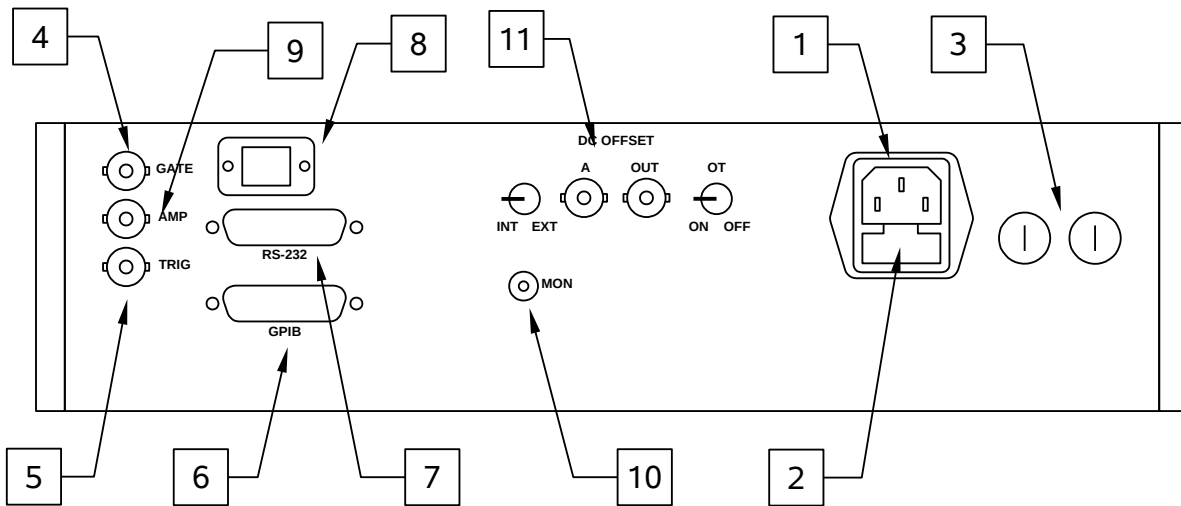 4
9
8
11
1
3
DC OFFSET
GATE
A
OUT
OT
AMP
INT EXT
ON OFF
RS-232
TRIG
MON
GPIB
5
6
7
10
2